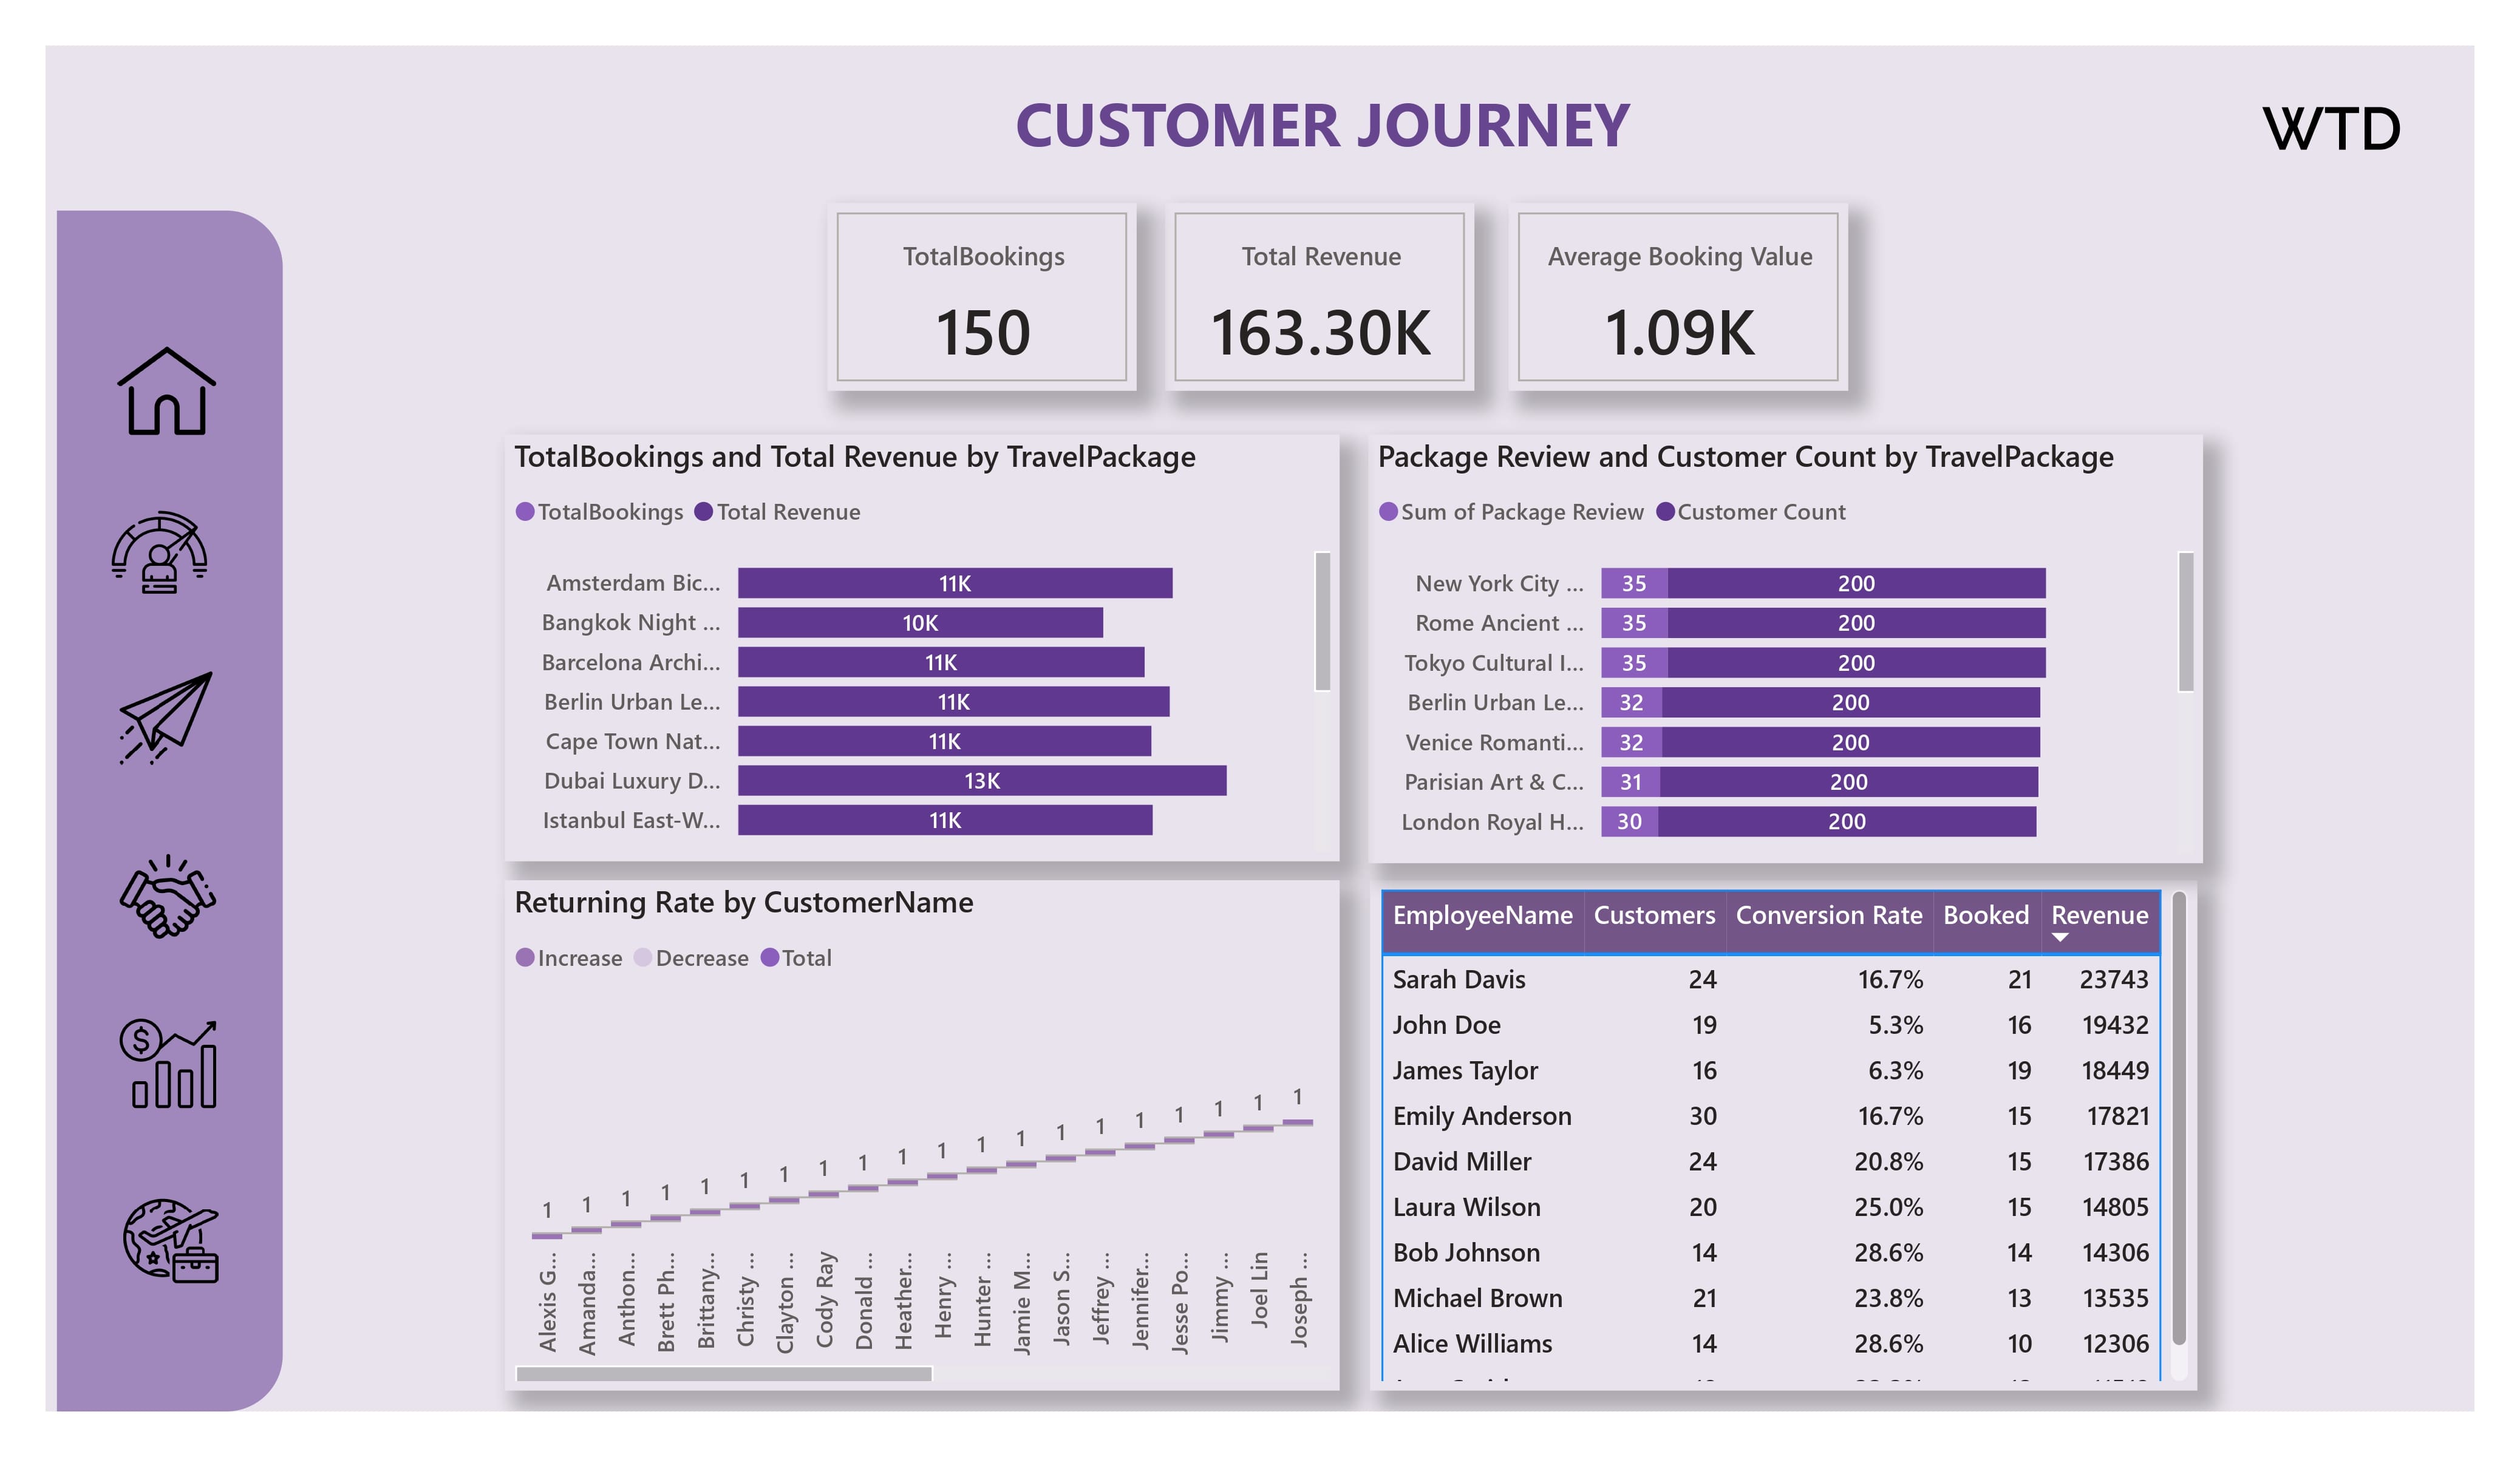 CUSTOMER JOURNEY
WTD
TotalBookings
150
Total Revenue
163.30K
Average Booking Value
1.09K
TotalBookings and Total Revenue by TravelPackage
TotalBookings Total Revenue
Amsterdam Bic... 11K
Bangkok Night ... 10K
Barcelona Archi... 11K
Berlin Urban Le... 11K
Cape Town Nat... 11K
Dubai Luxury D... 13K
Istanbul East-W... 11K
Package Review and Customer Count by TravelPackage
Sum of Package Review Customer Count
New York City ... 35 200
Rome Ancient ... 35 200
Tokyo Cultural I... 35 200
Berlin Urban Le... 32 200
Venice Romanti... 32 200
Parisian Art & C... 31 200
London Royal H... 30 200
Returning Rate by CustomerName
Increase Decrease Total
1 1 1 1 1 1 1 1 1 1 1 1 1 1 1 1 1 1 1 1
Alexis G...
Amanda...
Anthon...
Brett Ph...
Brittany...
Christy ...
Clayton ...
Cody Ray
Donald ...
Heather...
Henry ...
Hunter ...
Jamie M...
Jason S...
Jeffrey ...
Jennifer...
Jesse Po...
Jimmy ...
Joel Lin
Joseph ...
EmployeeName Customers Conversion Rate Booked Revenue
Sarah Davis 24 16.7% 21 23743
John Doe 19 5.3% 16 19432
James Taylor 16 6.3% 19 18449
Emily Anderson 30 16.7% 15 17821
David Miller 24 20.8% 15 17386
Laura Wilson 20 25.0% 15 14805
Bob Johnson 14 28.6% 14 14306
Michael Brown 21 23.8% 13 13535
Alice Williams 14 28.6% 10 12306